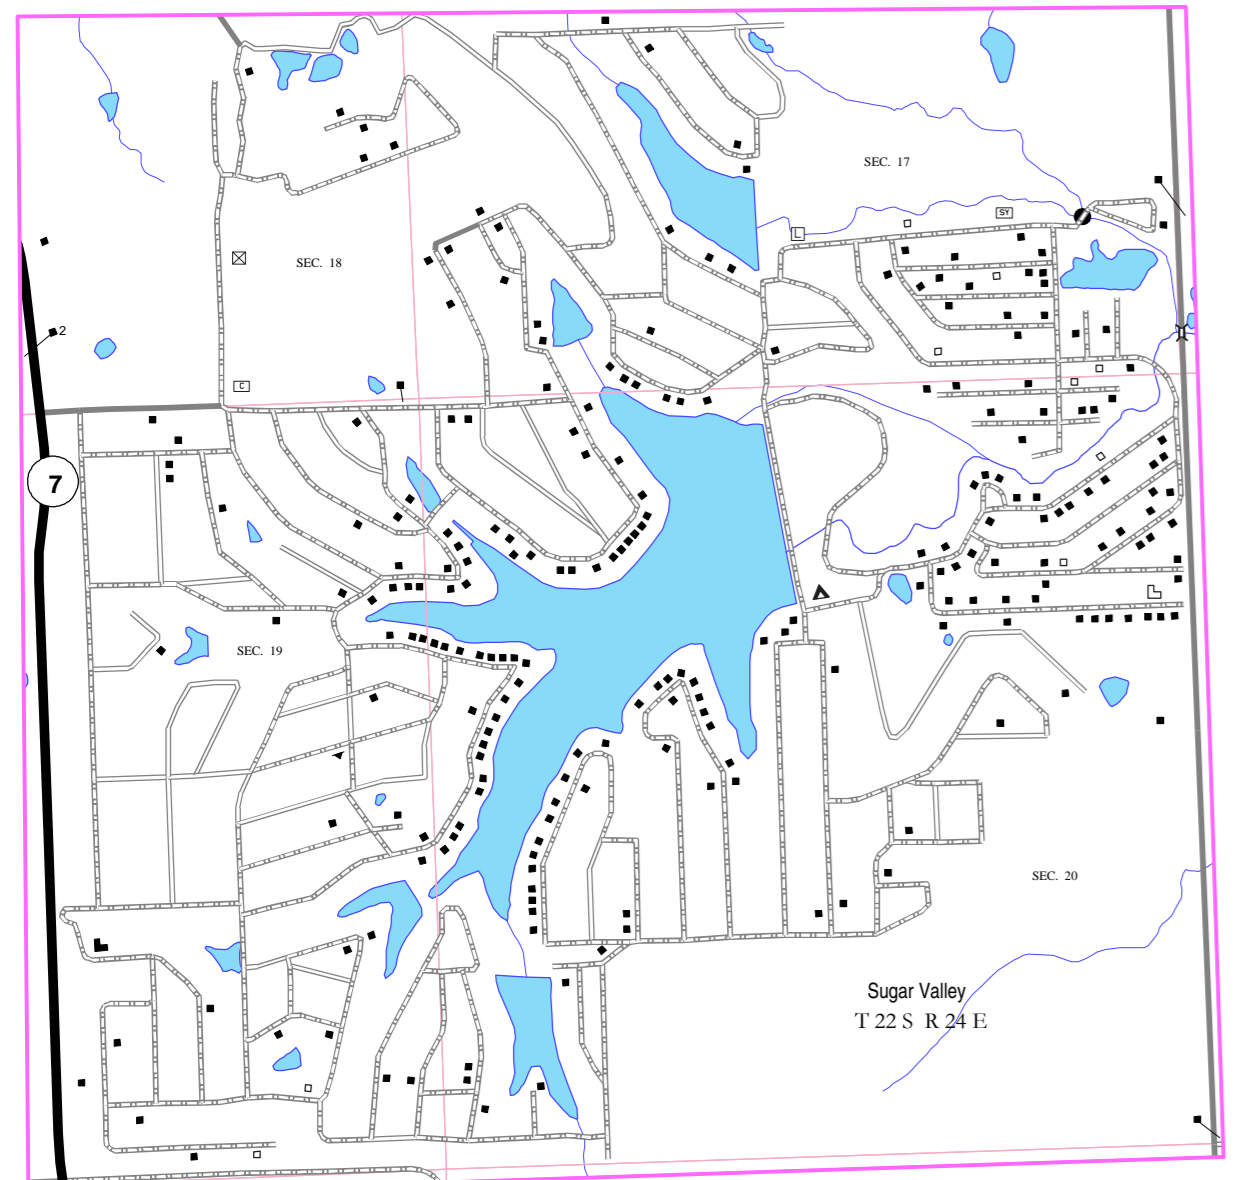 SEC. 17
SY
L
SEC. 18
2
C
7
SEC. 19
SEC. 20
Sugar Valley
T 22 S R 24 E